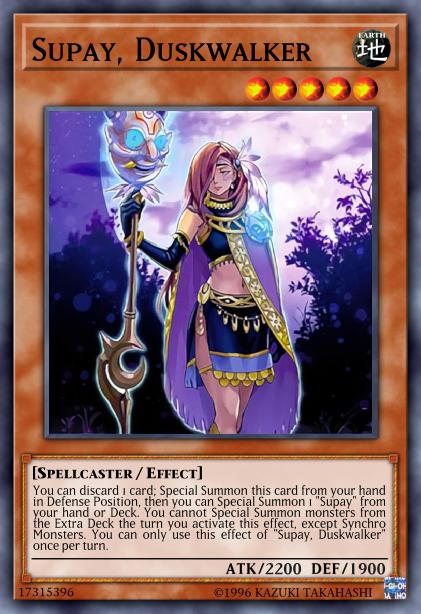 Supay, Duskwalker
EARTH
地
[Spellcaster / Effect]
You can discard 1 card; Special Summon this card from your hand
in Defense Position, then you can Special Summon 1 "Supay" from
your hand or Deck. You cannot Special Summon monsters from
the Extra Deck the turn you activate this effect, except Synchro
Monsters. You can only use this effect of "Supay, Duskwalker"
once per turn.
ATK/2200 DEF/1900
17315396
©1996 KAZUKI TAKAHASHI